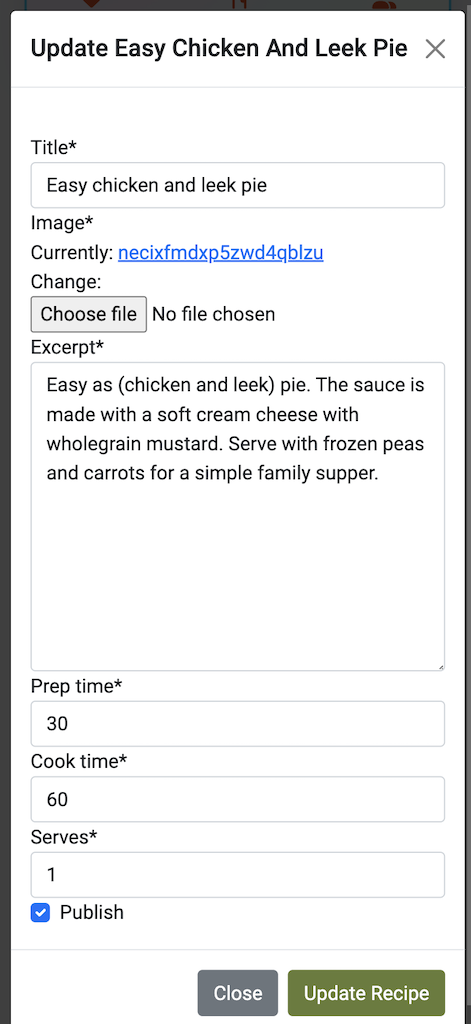 Update Easy Chicken And Leek Pie
Title*
Easy chicken and leek pie
Image*
Currently: necixfmdxp5zwd4qblzu
Change:
Choose file No file chosen
Excerpt*
Easy as (chicken and leek) pie. The sauce is
made with a soft cream cheese with
wholegrain mustard. Serve with frozen peas
and carrots for a simple family supper.
Prep time*
30
Cook time*
60
Serves*
1
Publish
Close Update Recipe